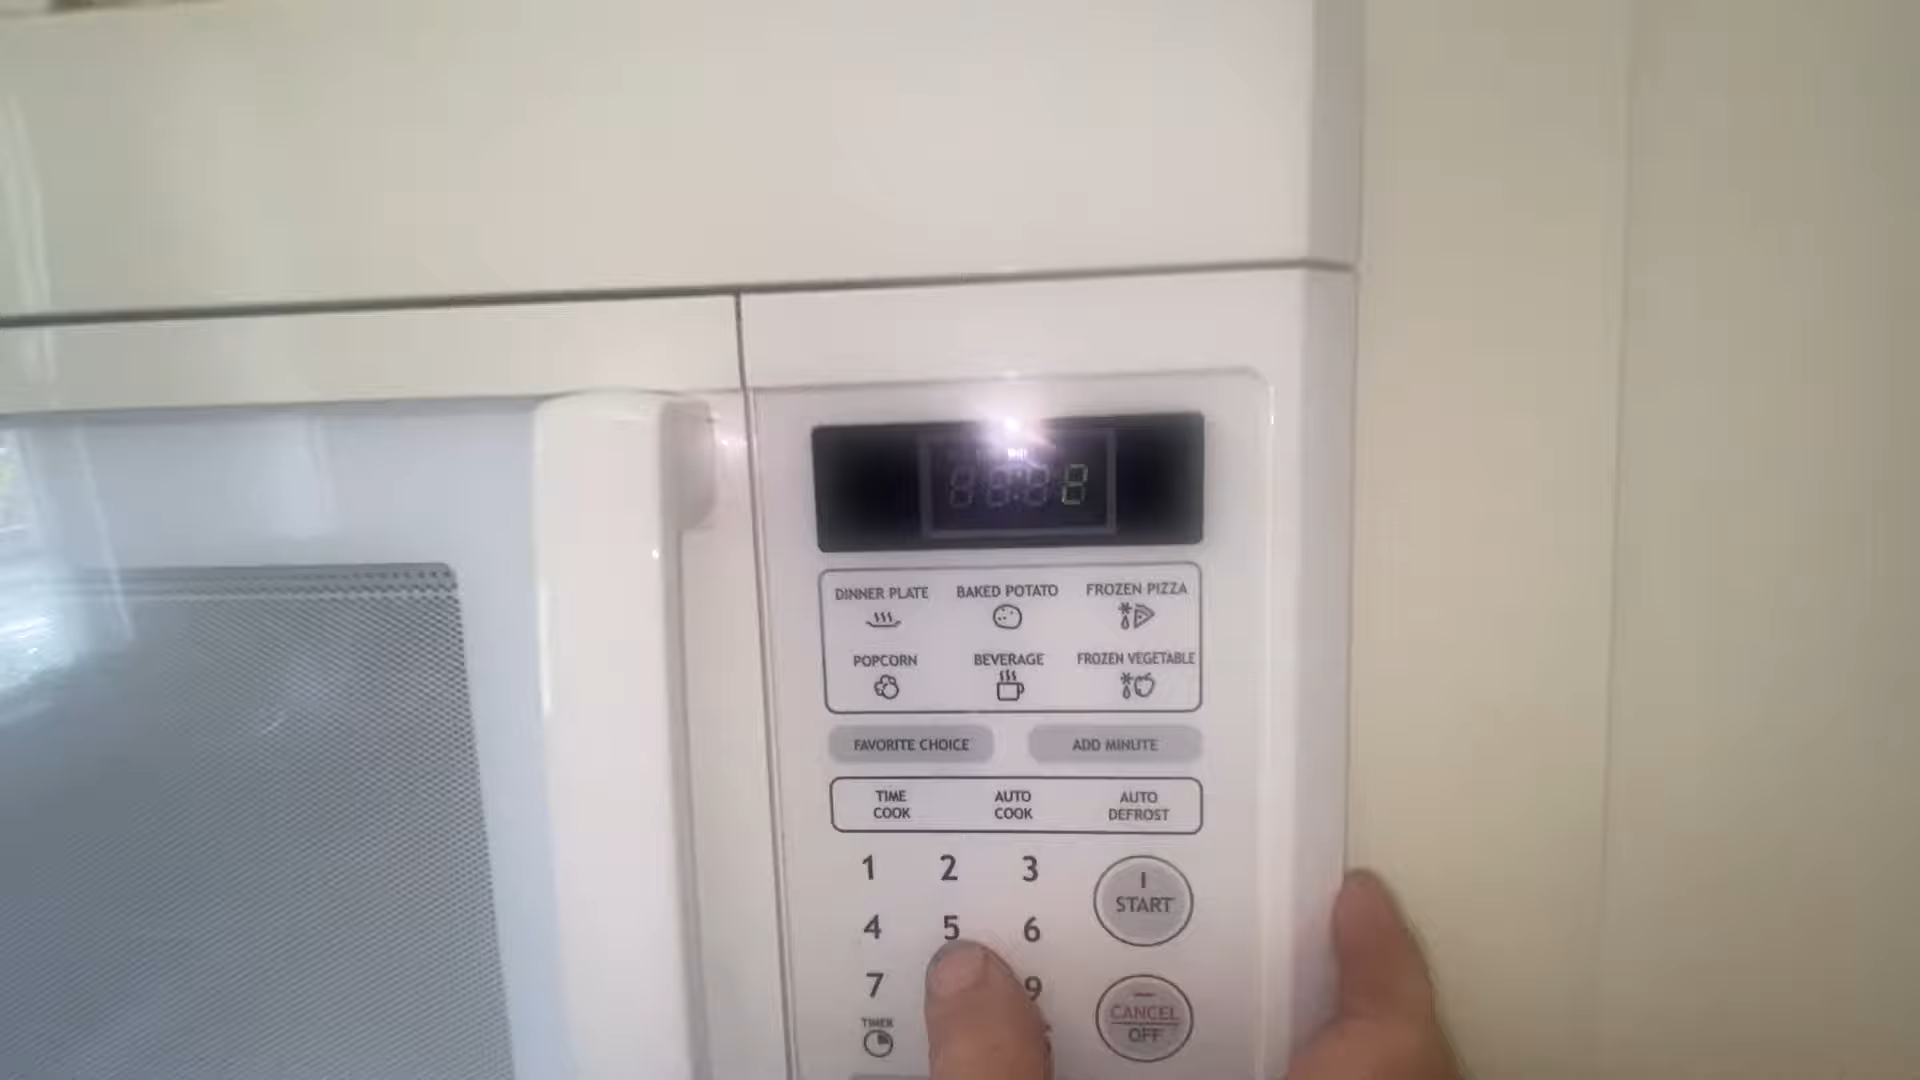 DINNER PLATE BAKED POTATO FROZEN PIZZA
POPCORN BEVERAGE FROZEN VEGETABLE
FAVORITE CHOICE ADD MINUTE
TIME COOK AUTO COOK AUTO DEFROST
1 2 3
START
4 5 6
7 9
CANCEL
OFF
TIMER